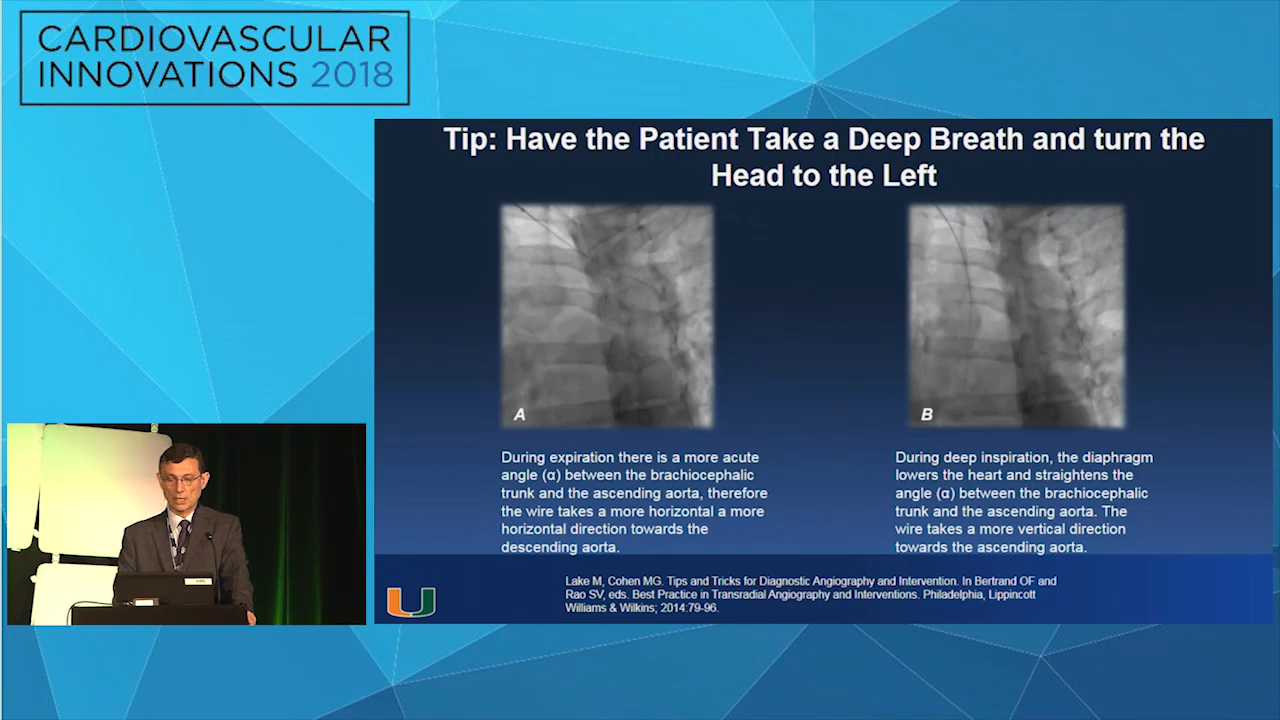 CARDIOVASCULAR
INNOVATIONS 2018
Tip: Have the Patient Take a Deep Breath and turn the
Head to the Left
A
B
During expiration there is a more acute
angle (α) between the brachiocephalic
trunk and the ascending aorta, therefore
the wire takes a more horizontal a more
horizontal direction towards the
descending aorta.
During deep inspiration, the diaphragm
lowers the heart and straightens the
angle (α) between the brachiocephalic
trunk and the ascending aorta. The
wire takes a more vertical direction
towards the ascending aorta.
Lake M, Cohen MG. Tips and Tricks for Diagnostic Angiography and Intervention. In Bertrand OF and
Rao SV, eds. Best Practice in Transradial Angiography and Interventions. Philadelphia, Lippincott
Williams & Wilkins; 2014:79-96.